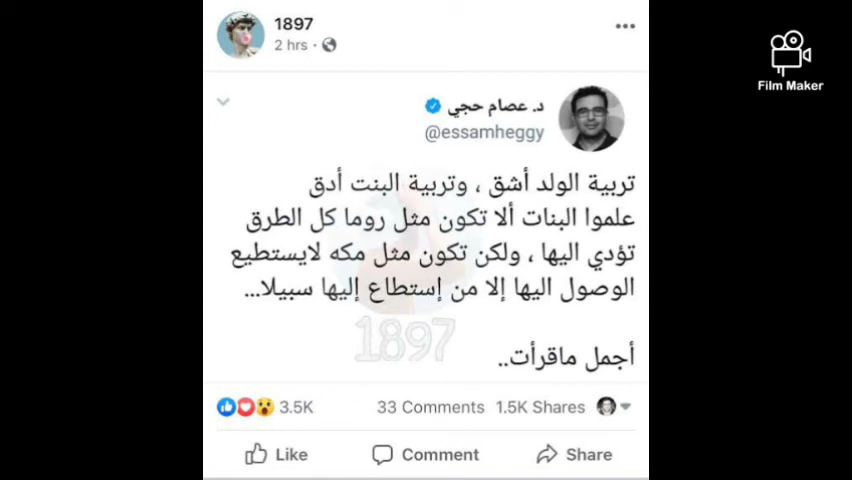 1897
2 hrs
Film Maker
د. عصام حجي
@essamheggy
تربية الولد أشق ، وتربية البنت أدق
علموا البنات ألا تكون مثل روما كل الطرق
تؤدي اليها ، ولكن تكون مثل مكه لايستطيع
الوصول اليها إلا من إستطاع إليها سبيلا...
1897
أجمل ماقرأت..
3.5K 33 Comments 1.5K Shares
Like Comment Share